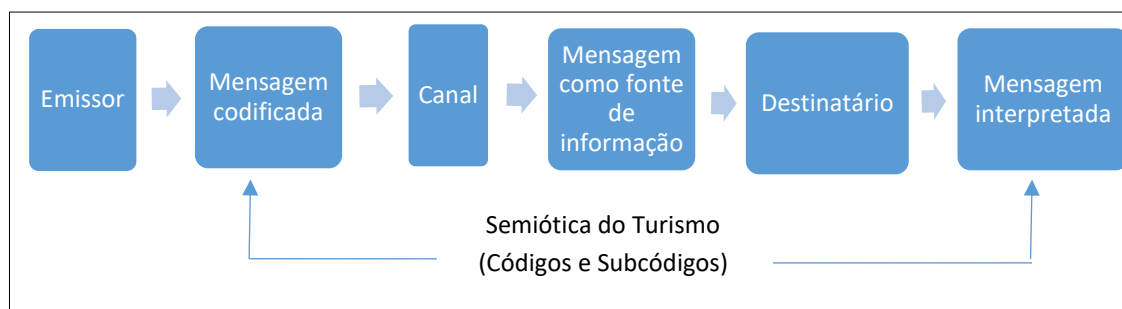 Emissor
Mensagem
codificada
Canal
Mensagem
como fonte
de
informação
Destinatário
Mensagem
interpretada
Semiótica do Turismo
(Códigos e Subcódigos)